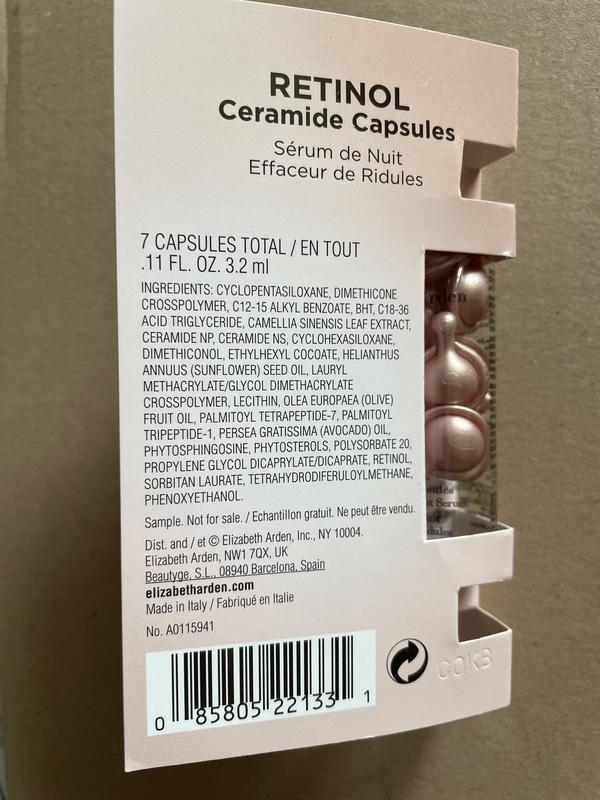 RETINOL
Ceramide Capsules
Sérum de Nuit
Effaceur de Ridules
7 CAPSULES TOTAL / EN TOUT
.11 FL. OZ. 3.2 ml
INGREDIENTS: CYCLOPENTASILOXANE, DIMETHICONE
CROSSPOLYMER, C12-15 ALKYL BENZOATE, BHT, C18-36
ACID TRIGLYCERIDE, CAMELLIA SINENSIS LEAF EXTRACT,
CERAMIDE NP, CERAMIDE NS, CYCLOHEXASILOXANE,
DIMETHICONOL, ETHYLHEXYL COCOATE, HELIANTHUS
ANNUUS (SUNFLOWER) SEED OIL, LAURYL
METHACRYLATE/GLYCOL DIMETHACRYLATE
CROSSPOLYMER, LECITHIN, OLEA EUROPAEA (OLIVE)
FRUIT OIL, PALMITOYL TETRAPEPTIDE-7, PALMITOYL
TRIPEPTIDE-1, PERSEA GRATISSIMA (AVOCADO) OIL,
PHYTOSPHINGOSINE, PHYTOSTEROLS, POLYSORBATE 20,
PROPYLENE GLYCOL DICAPRYLATE/DICAPRATE, RETINOL,
SORBITAN LAURATE, TETRAHYDRODIFERULOYLMETHANE,
PHENOXYETHANOL.
Sample. Not for sale. / Echantillon gratuit. Ne peut être vendu.
Dist. and / et © Elizabeth Arden, Inc., NY 10004.
Elizabeth Arden, NW1 7QX, UK
Beautyge, S.L., 08940 Barcelona, Spain
elizabetharden.com
Made in Italy / Fabriqué en Italie
No. A0115941
0 85805 22133 1
COKB
rden